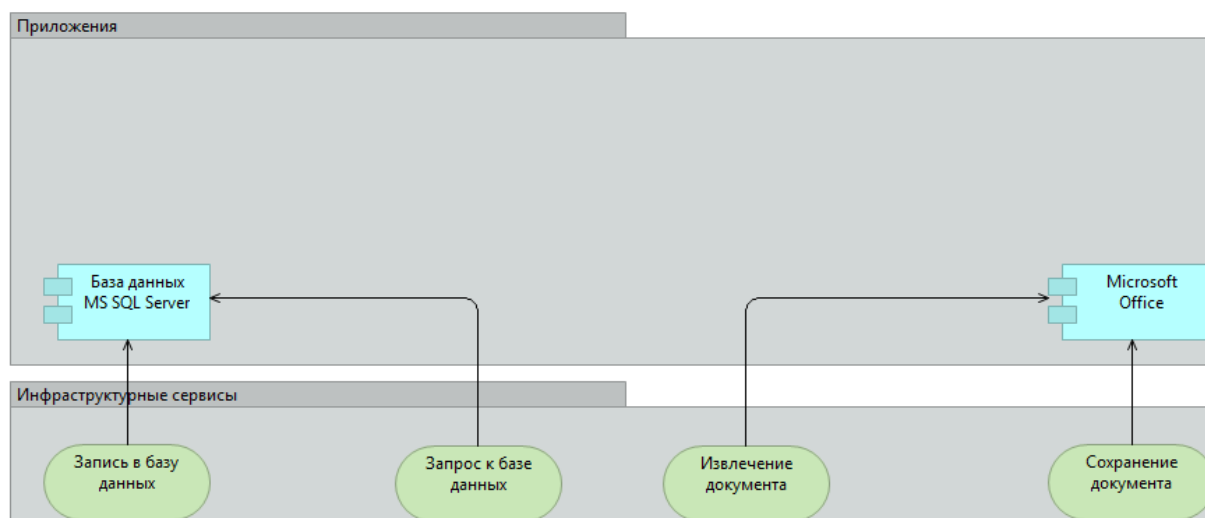 Приложения
База данных
MS SQL Server
Microsoft
Office
Инфраструктурные сервисы
Запись в базу
данных
Запрос к базе
данных
Извлечение
документа
Сохранение
документа